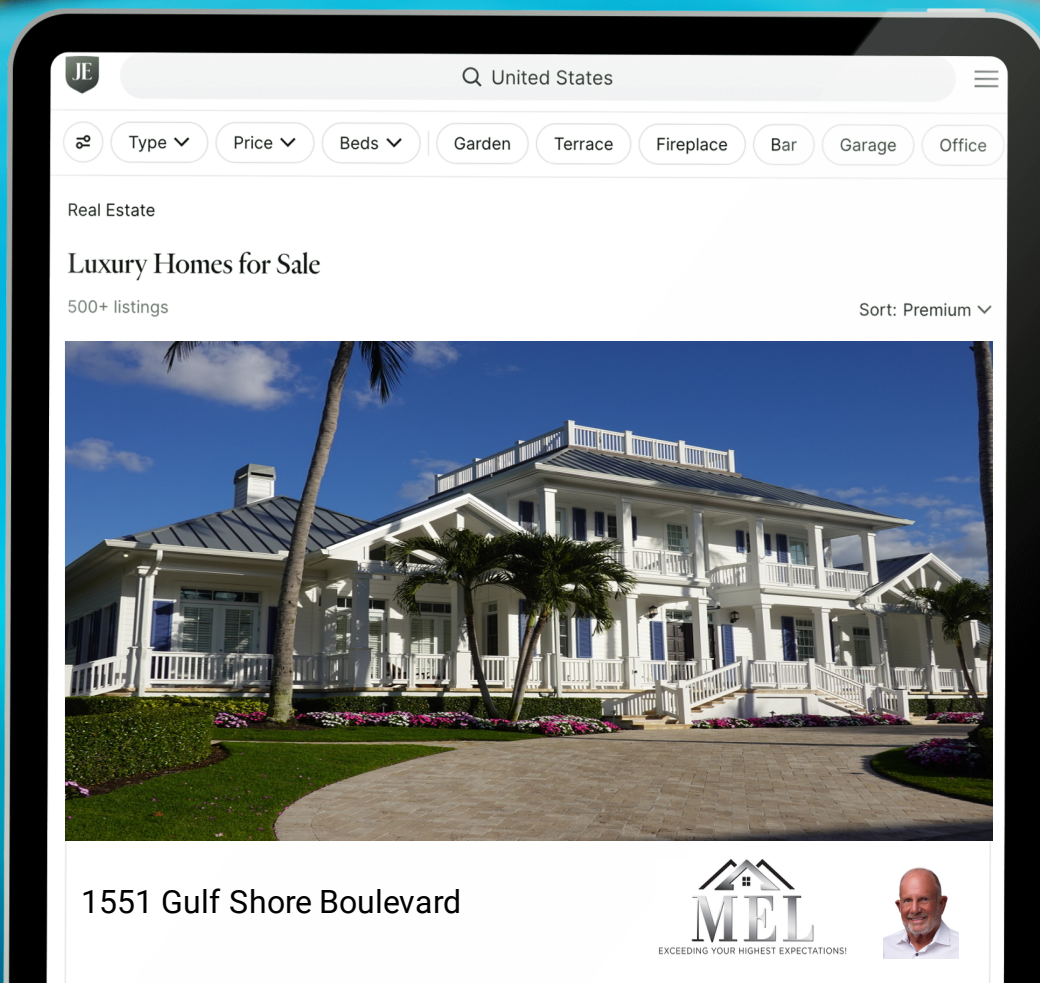 JE
United States
Type
Price
Beds
Garden
Terrace
Fireplace
Bar
Garage
Office
Real Estate
Luxury Homes for Sale
500+ listings
Sort: Premium
1551 Gulf Shore Boulevard
MEL
EXCEEDING YOUR HIGHEST EXPECTATIONS!